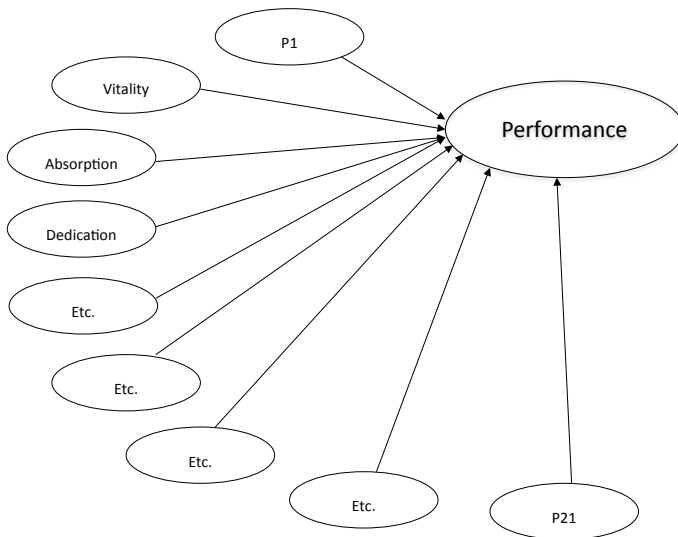 P1
Vitality
Performance
Absorption
Dedication
Etc.
Etc.
Etc.
Etc.
P21